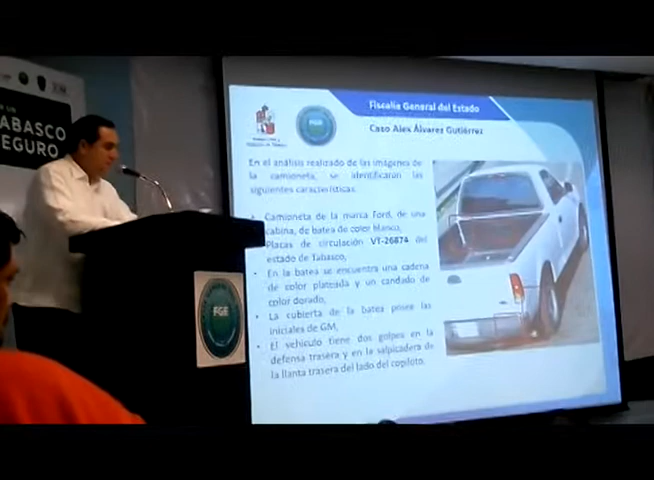 TABASCO
SEGURO
Fiscalía General del Estado
Caso Alex Álvarez Gutiérrez
En el análisis realizado de las imágenes de
la camioneta, se identificaron las
siguientes características:
Camioneta de la marca Ford, de una
cabina, de batea de color blanco,
Placas de circulación VT-26874 del
estado de Tabasco,
En la batea se encuentra una cadena
de color plateada y un candado de
color dorado,
La cubierta de la batea posee las
iniciales de GM,
El vehículo tiene dos golpes en la
defensa trasera y en la salpicadera de
la llanta trasera del lado del copiloto.
FGE
FGE